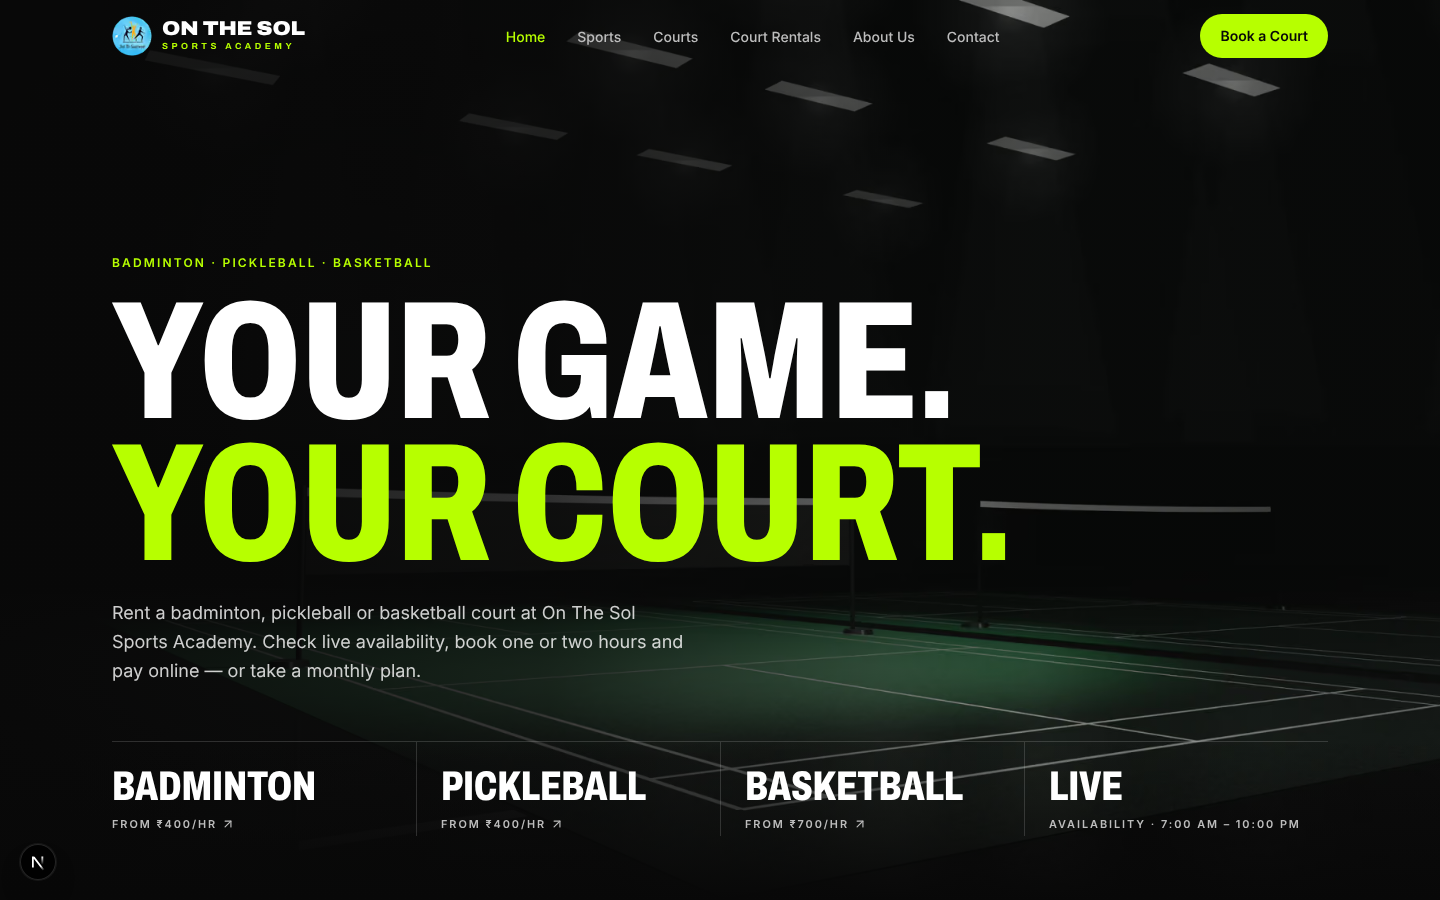 ON THE SOL
SPORTS ACADEMY
Home
Sports
Courts
Court Rentals
About Us
Contact
Book a Court
BADMINTON · PICKLEBALL · BASKETBALL
YOUR GAME.
YOUR COURT.
Rent a badminton, pickleball or basketball court at On The Sol
Sports Academy. Check live availability, book one or two hours and
pay online — or take a monthly plan.
BADMINTON
FROM ₹400/HR
PICKLEBALL
FROM ₹400/HR
BASKETBALL
FROM ₹700/HR
LIVE
AVAILABILITY · 7:00 AM – 10:00 PM
N